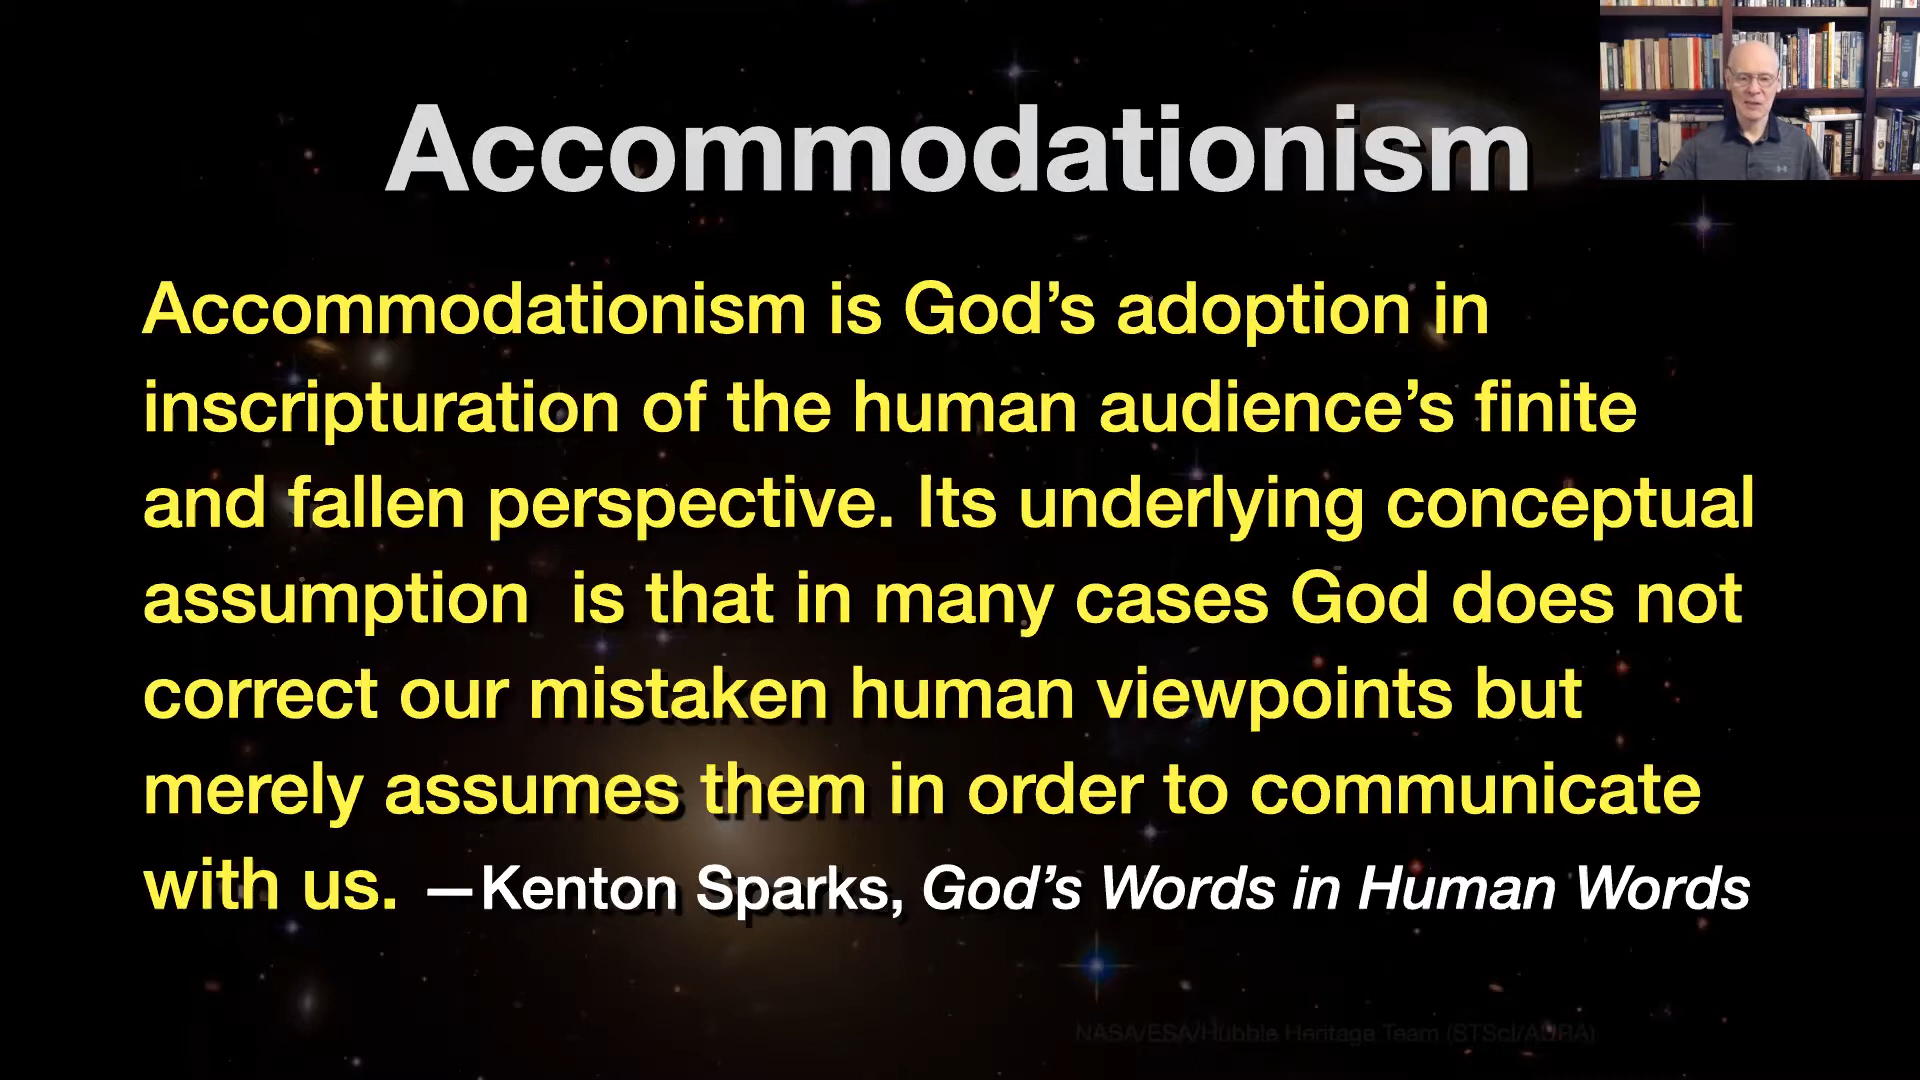 Accommodationism
Accommodationism is God’s adoption in
inscripturation of the human audience’s finite
and fallen perspective. Its underlying conceptual
assumption  is that in many cases God does not
correct our mistaken human viewpoints but
merely assumes them in order to communicate
with us. —Kenton Sparks, God’s Words in Human Words
NASA/ESA/Hubble Heritage Team (STScI/AURA)